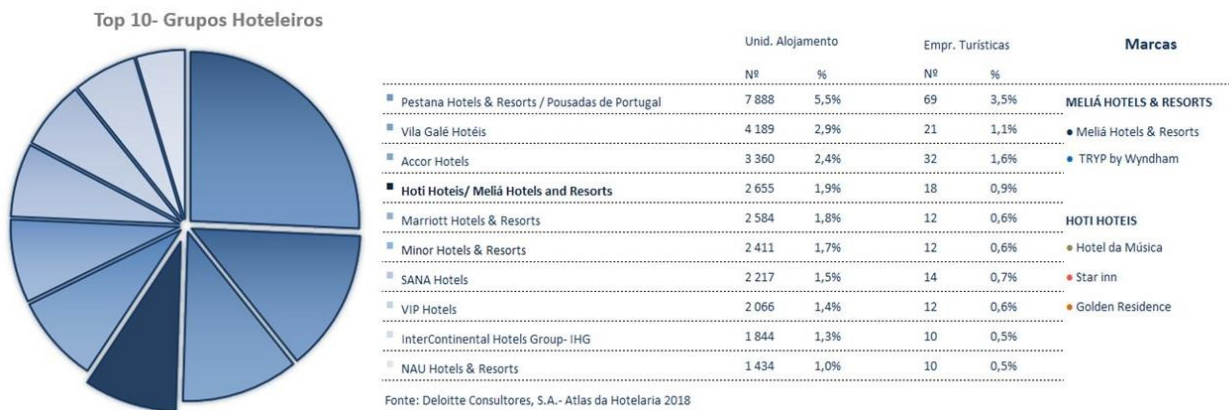 Top 10- Grupos Hoteleiros
Unid. Alojamento Empr. Turísticas Marcas
Nº % Nº %
Pestana Hotels & Resorts / Pousadas de Portugal 7 888 5,5% 69 3,5% MELIÁ HOTELS & RESORTS
Vila Galé Hotéis 4 189 2,9% 21 1,1% Meliá Hotels & Resorts
Accor Hotels 3 360 2,4% 32 1,6% TRYP by Wyndham
Hoti Hoteis/ Meliá Hotels and Resorts 2 655 1,9% 18 0,9%
Marriott Hotels & Resorts 2 584 1,8% 12 0,6% HOTI HOTEIS
Minor Hotels & Resorts 2 411 1,7% 12 0,6% Hotel da Música
SANA Hotels 2 217 1,5% 14 0,7% Star inn
VIP Hotels 2 066 1,4% 12 0,6% Golden Residence
InterContinental Hotels Group- IHG 1 844 1,3% 10 0,5%
NAU Hotels & Resorts 1 434 1,0% 10 0,5%
Fonte: Deloitte Consultores, S.A.- Atlas da Hotelaria 2018